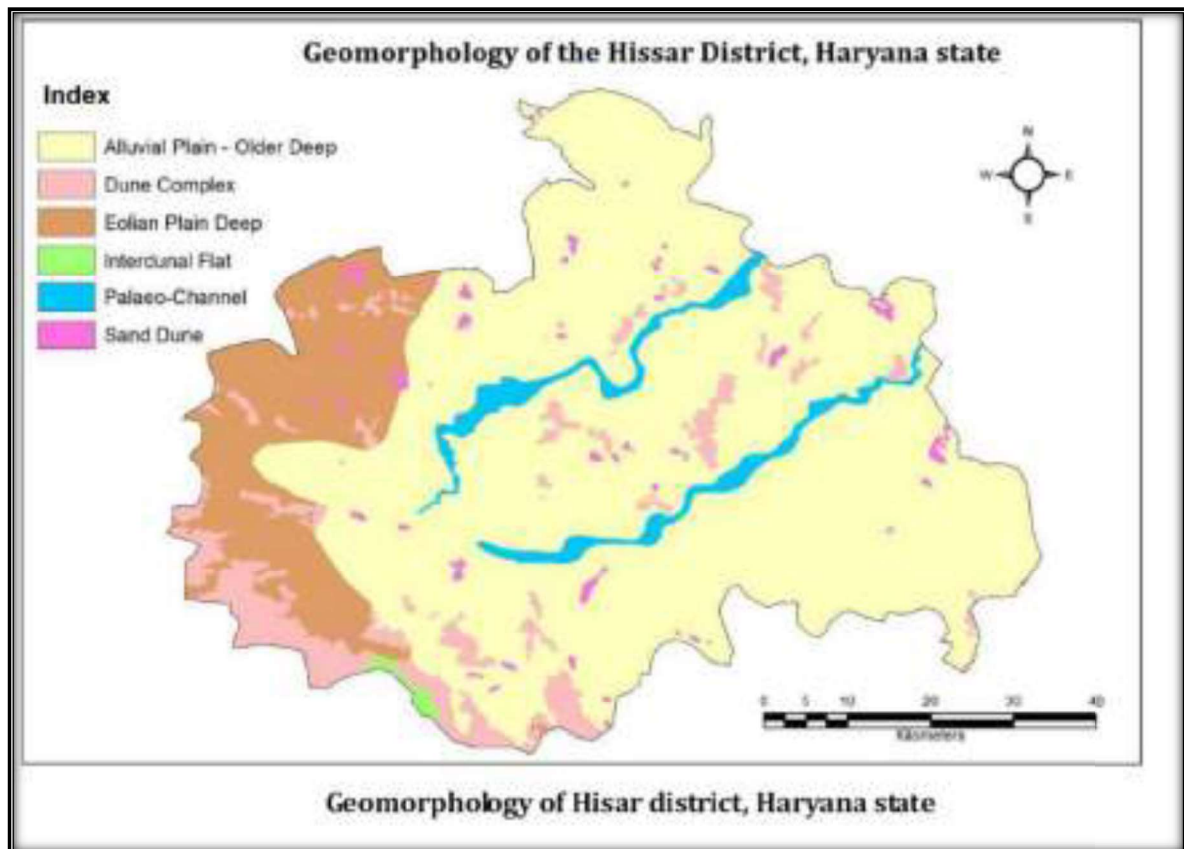 Geomorphology of the Hissar District, Haryana state
Index
Alluvial Plain - Older Deep
Dune Complex
Eolian Plain Deep
Interdunal Flat
Palaeo-Channel
Sand Dune
N
W E
S
0 5 10 20 30 40
Kilometers
Geomorphology of Hisar district, Haryana state